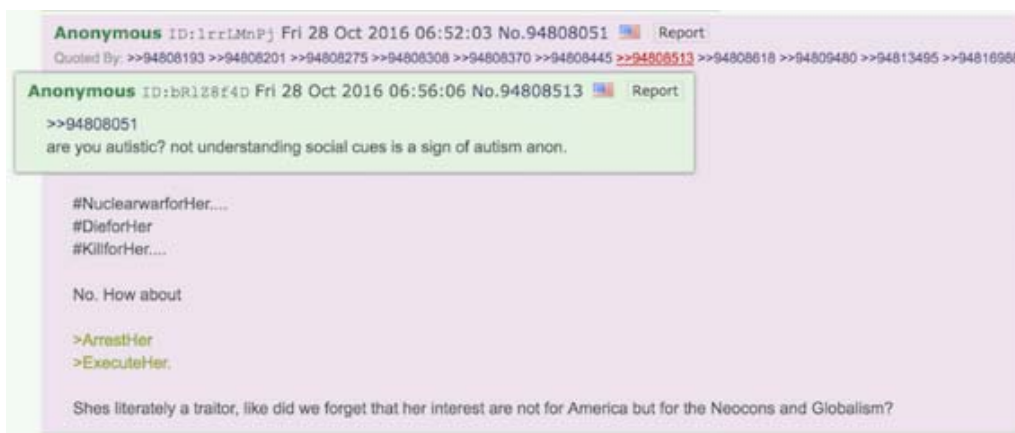 Anonymous ID:1rrLMnPj Fri 28 Oct 2016 06:52:03 No.94808051 Report
Quoted By: >>94808193 >>94808201 >>94808275 >>94808308 >>94808370 >>94808445 >>94808513 >>94808618 >>94809480 >>94813495 >>94816988
Anonymous ID:bRlZ8f4D Fri 28 Oct 2016 06:56:06 No.94808513 Report
>>94808051
are you autistic? not understanding social cues is a sign of autism anon.
#NuclearwarforHer....
#DieforHer
#KillforHer....
No. How about
>ArrestHer
>ExecuteHer.
Shes literately a traitor, like did we forget that her interest are not for America but for the Neocons and Globalism?